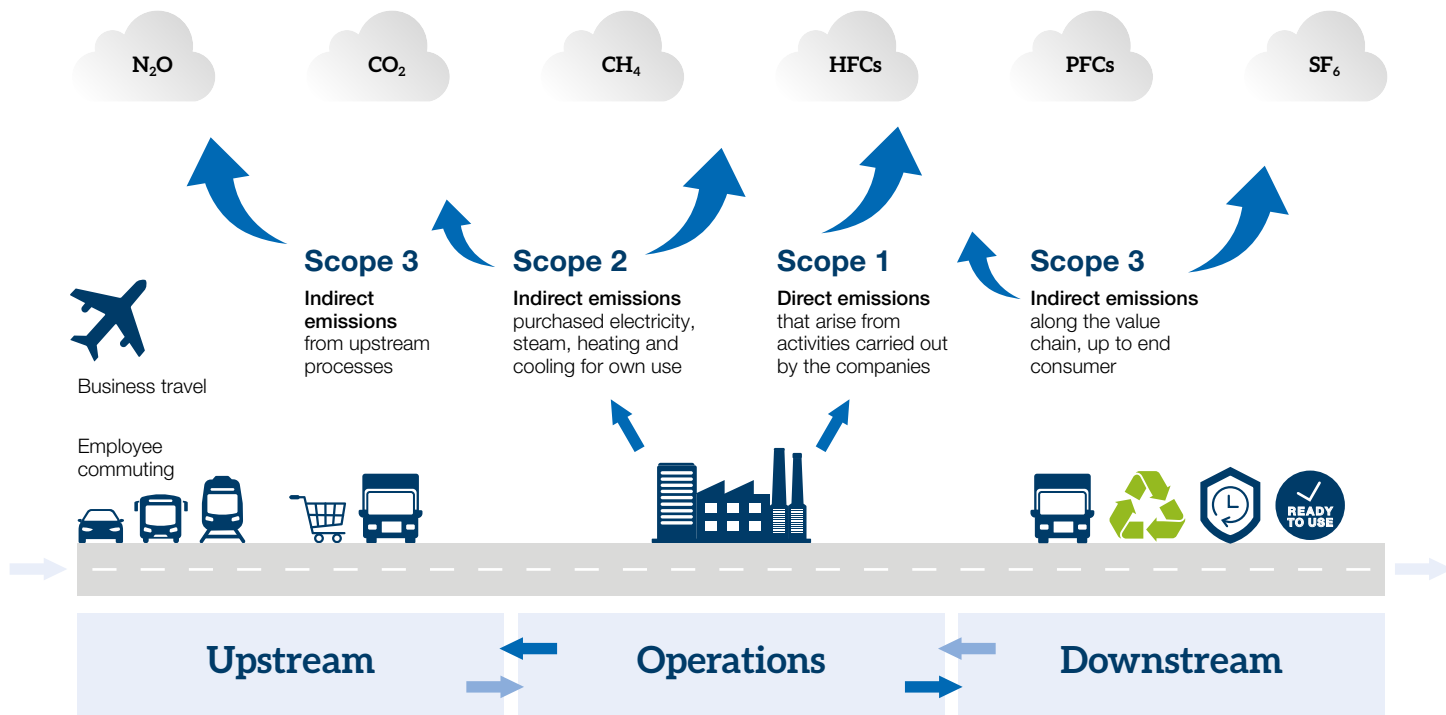 N₂O
CO₂
CH₄
HFCs
PFCs
SF₆
Scope 3
Indirect
emissions
from upstream
processes
Scope 2
Indirect emissions
purchased electricity,
steam, heating and
cooling for own use
Scope 1
Direct emissions
that arise from
activities carried out
by the companies
Scope 3
Indirect emissions
along the value
chain, up to end
consumer
Business travel
Employee
commuting
READY
TO USE
Upstream
Operations
Downstream